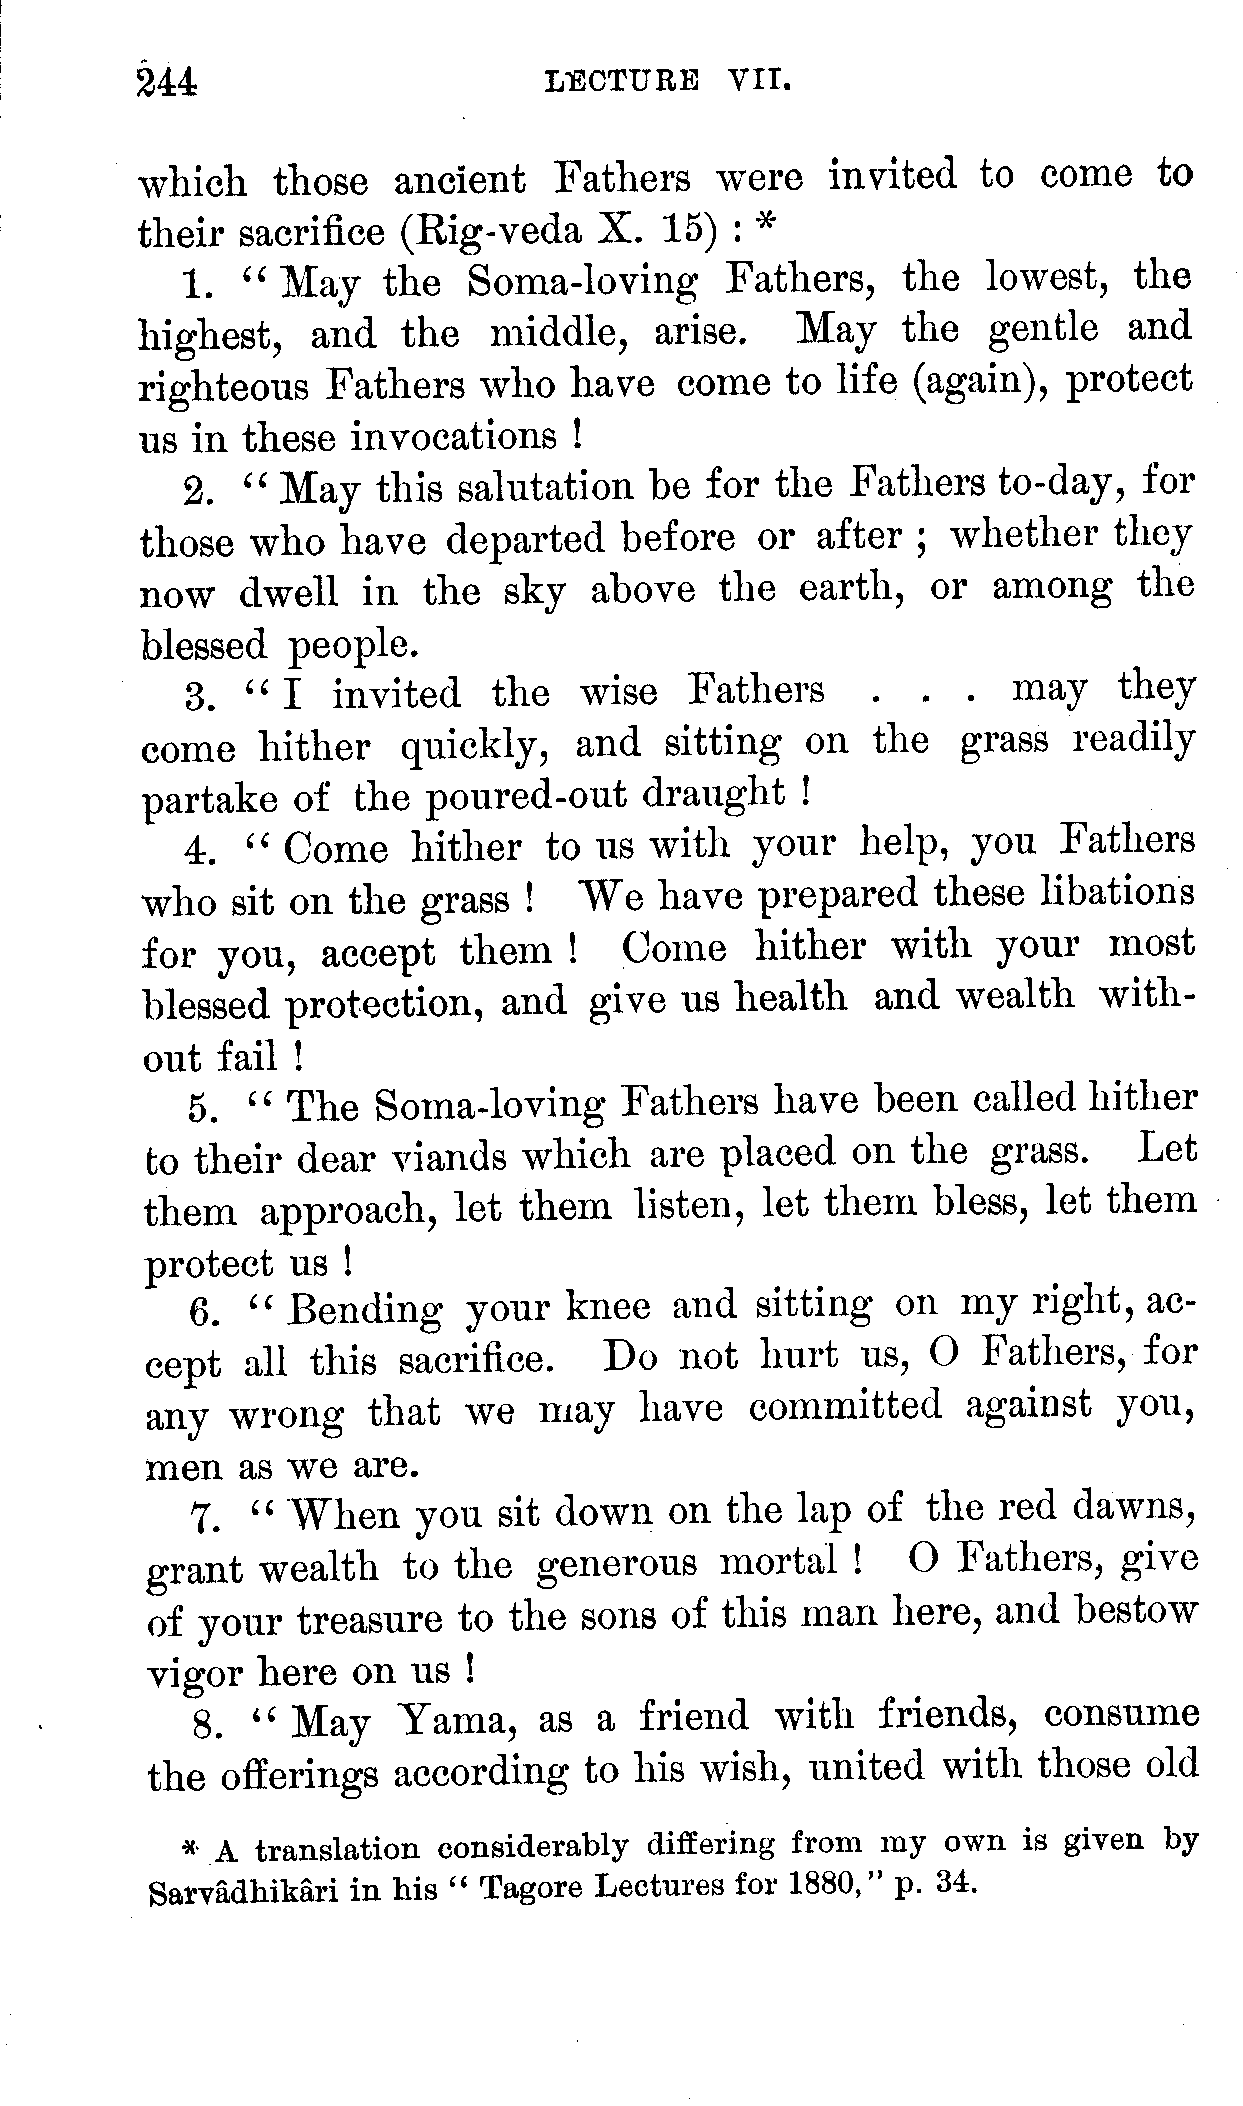 244 LECTURE VII.
which those ancient Fathers were invited to come to
their sacrifice (Rig-veda X. 15) : *
1. “ May the Soma-loving Fathers, the lowest, the
highest, and the middle, arise. May the gentle and
righteous Fathers who have come to life (again), protect
us in these invocations !
2. “ May this salutation be for the Fathers to-day, for
those who have departed before or after ; whether they
now dwell in the sky above the earth, or among the
blessed people.
3. “ I invited the wise Fathers . . . may they
come hither quickly, and sitting on the grass readily
partake of the poured-out draught !
4. “ Come hither to us with your help, you Fathers
who sit on the grass ! We have prepared these libations
for you, accept them ! Come hither with your most
blessed protection, and give us health and wealth with-
out fail !
5. “ The Soma-loving Fathers have been called hither
to their dear viands which are placed on the grass. Let
them approach, let them listen, let them bless, let them
protect us !
6. “ Bending your knee and sitting on my right, ac-
cept all this sacrifice. Do not hurt us, O Fathers, for
any wrong that we may have committed against you,
men as we are.
7. “ When you sit down on the lap of the red dawns,
grant wealth to the generous mortal ! O Fathers, give
of your treasure to the sons of this man here, and bestow
vigor here on us !
8. “ May Yama, as a friend with friends, consume
the offerings according to his wish, united with those old
* A translation considerably differing from my own is given by
Sarvâdhikâri in his “ Tagore Lectures for 1880,” p. 34.